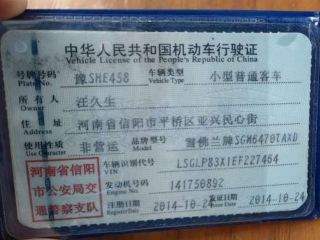 中华人民共和国机动车行驶证
Vehicle License of the People's Republic of China
号牌号码 豫SHE458 车辆类型 小型普通客车
Plate No. Vehicle Type
所有人 汪久生
Owner
住址 河南省信阳市平桥区亚兴民心街
Address
使用性质 非营运 品牌型号 雪佛兰牌SGM6470TAXD
Use Character Model
河南省信阳 车辆识别代号 LSGLP83X1EF227464
VIN
市公安局交 发动机号码 141750892
Engine No.
通警察支队 注册日期 2014-10-24 发证日期 2014-10-24
Register Date Issue Date